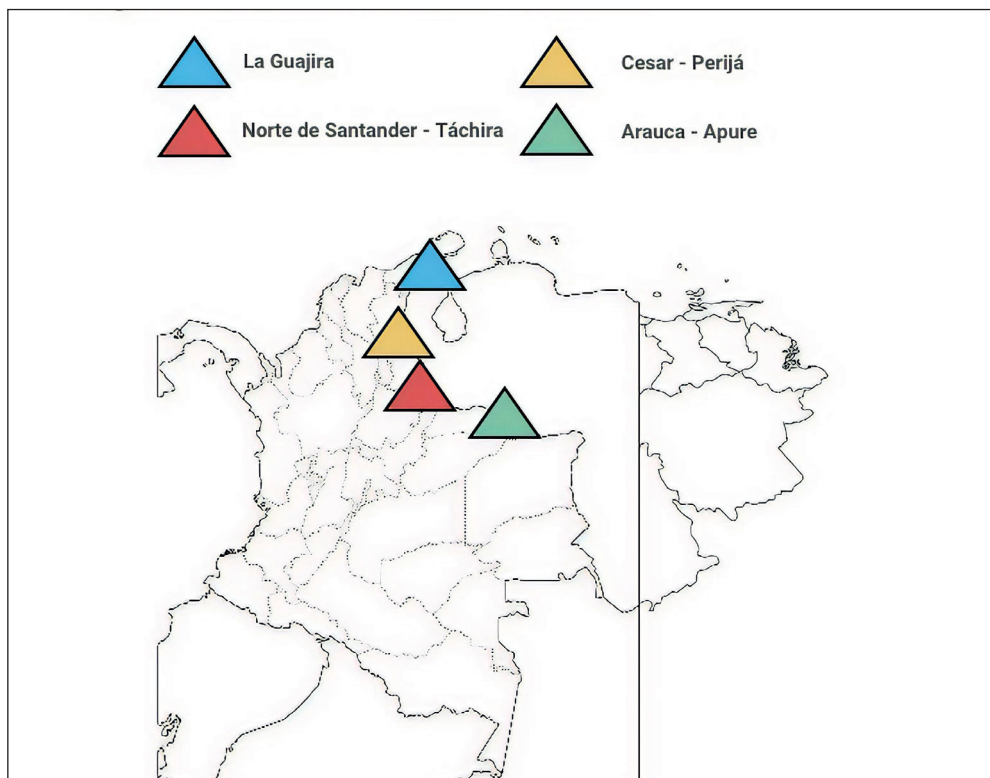 La Guajira
Cesar - Perijá
Norte de Santander - Táchira
Arauca - Apure